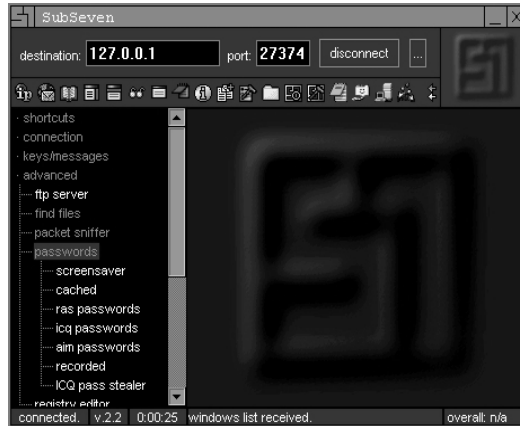 SubSeven
destination: 127.0.0.1 port: 27374 disconnect ...
shortcuts
connection
keys/messages
advanced
ftp server
find files
packet sniffer
passwords
screensaver
cached
ras passwords
icq passwords
aim passwords
recorded
ICQ pass stealer
registry editor
connected. v.2.2 0:00:25 windows list received. overall: n/a